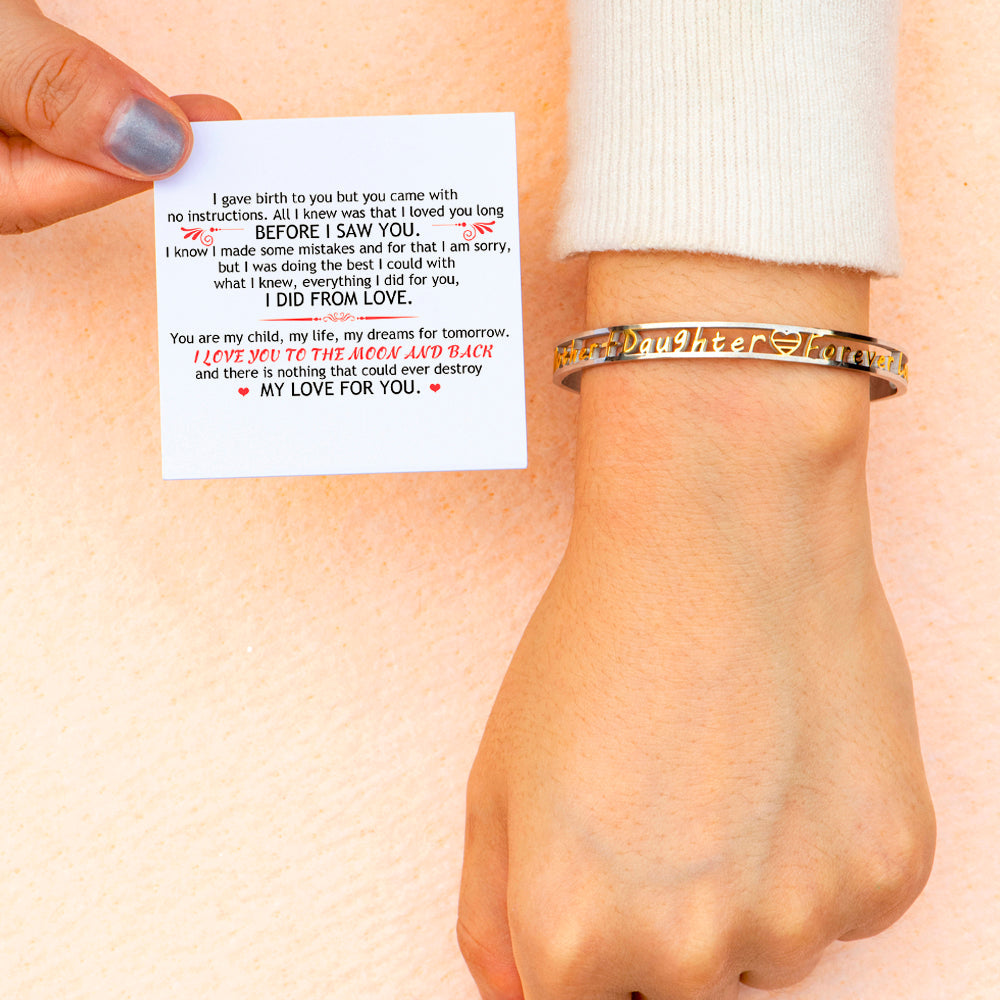 I gave birth to you but you came with
no instructions. All I knew was that I loved you long
BEFORE I SAW YOU.
I know I made some mistakes and for that I am sorry,
but I was doing the best I could with
what I knew, everything I did for you,
I DID FROM LOVE.
You are my child, my life, my dreams for tomorrow.
I LOVE YOU TO THE MOON AND BACK
and there is nothing that could ever destroy
MY LOVE FOR YOU.
Daughter Forever